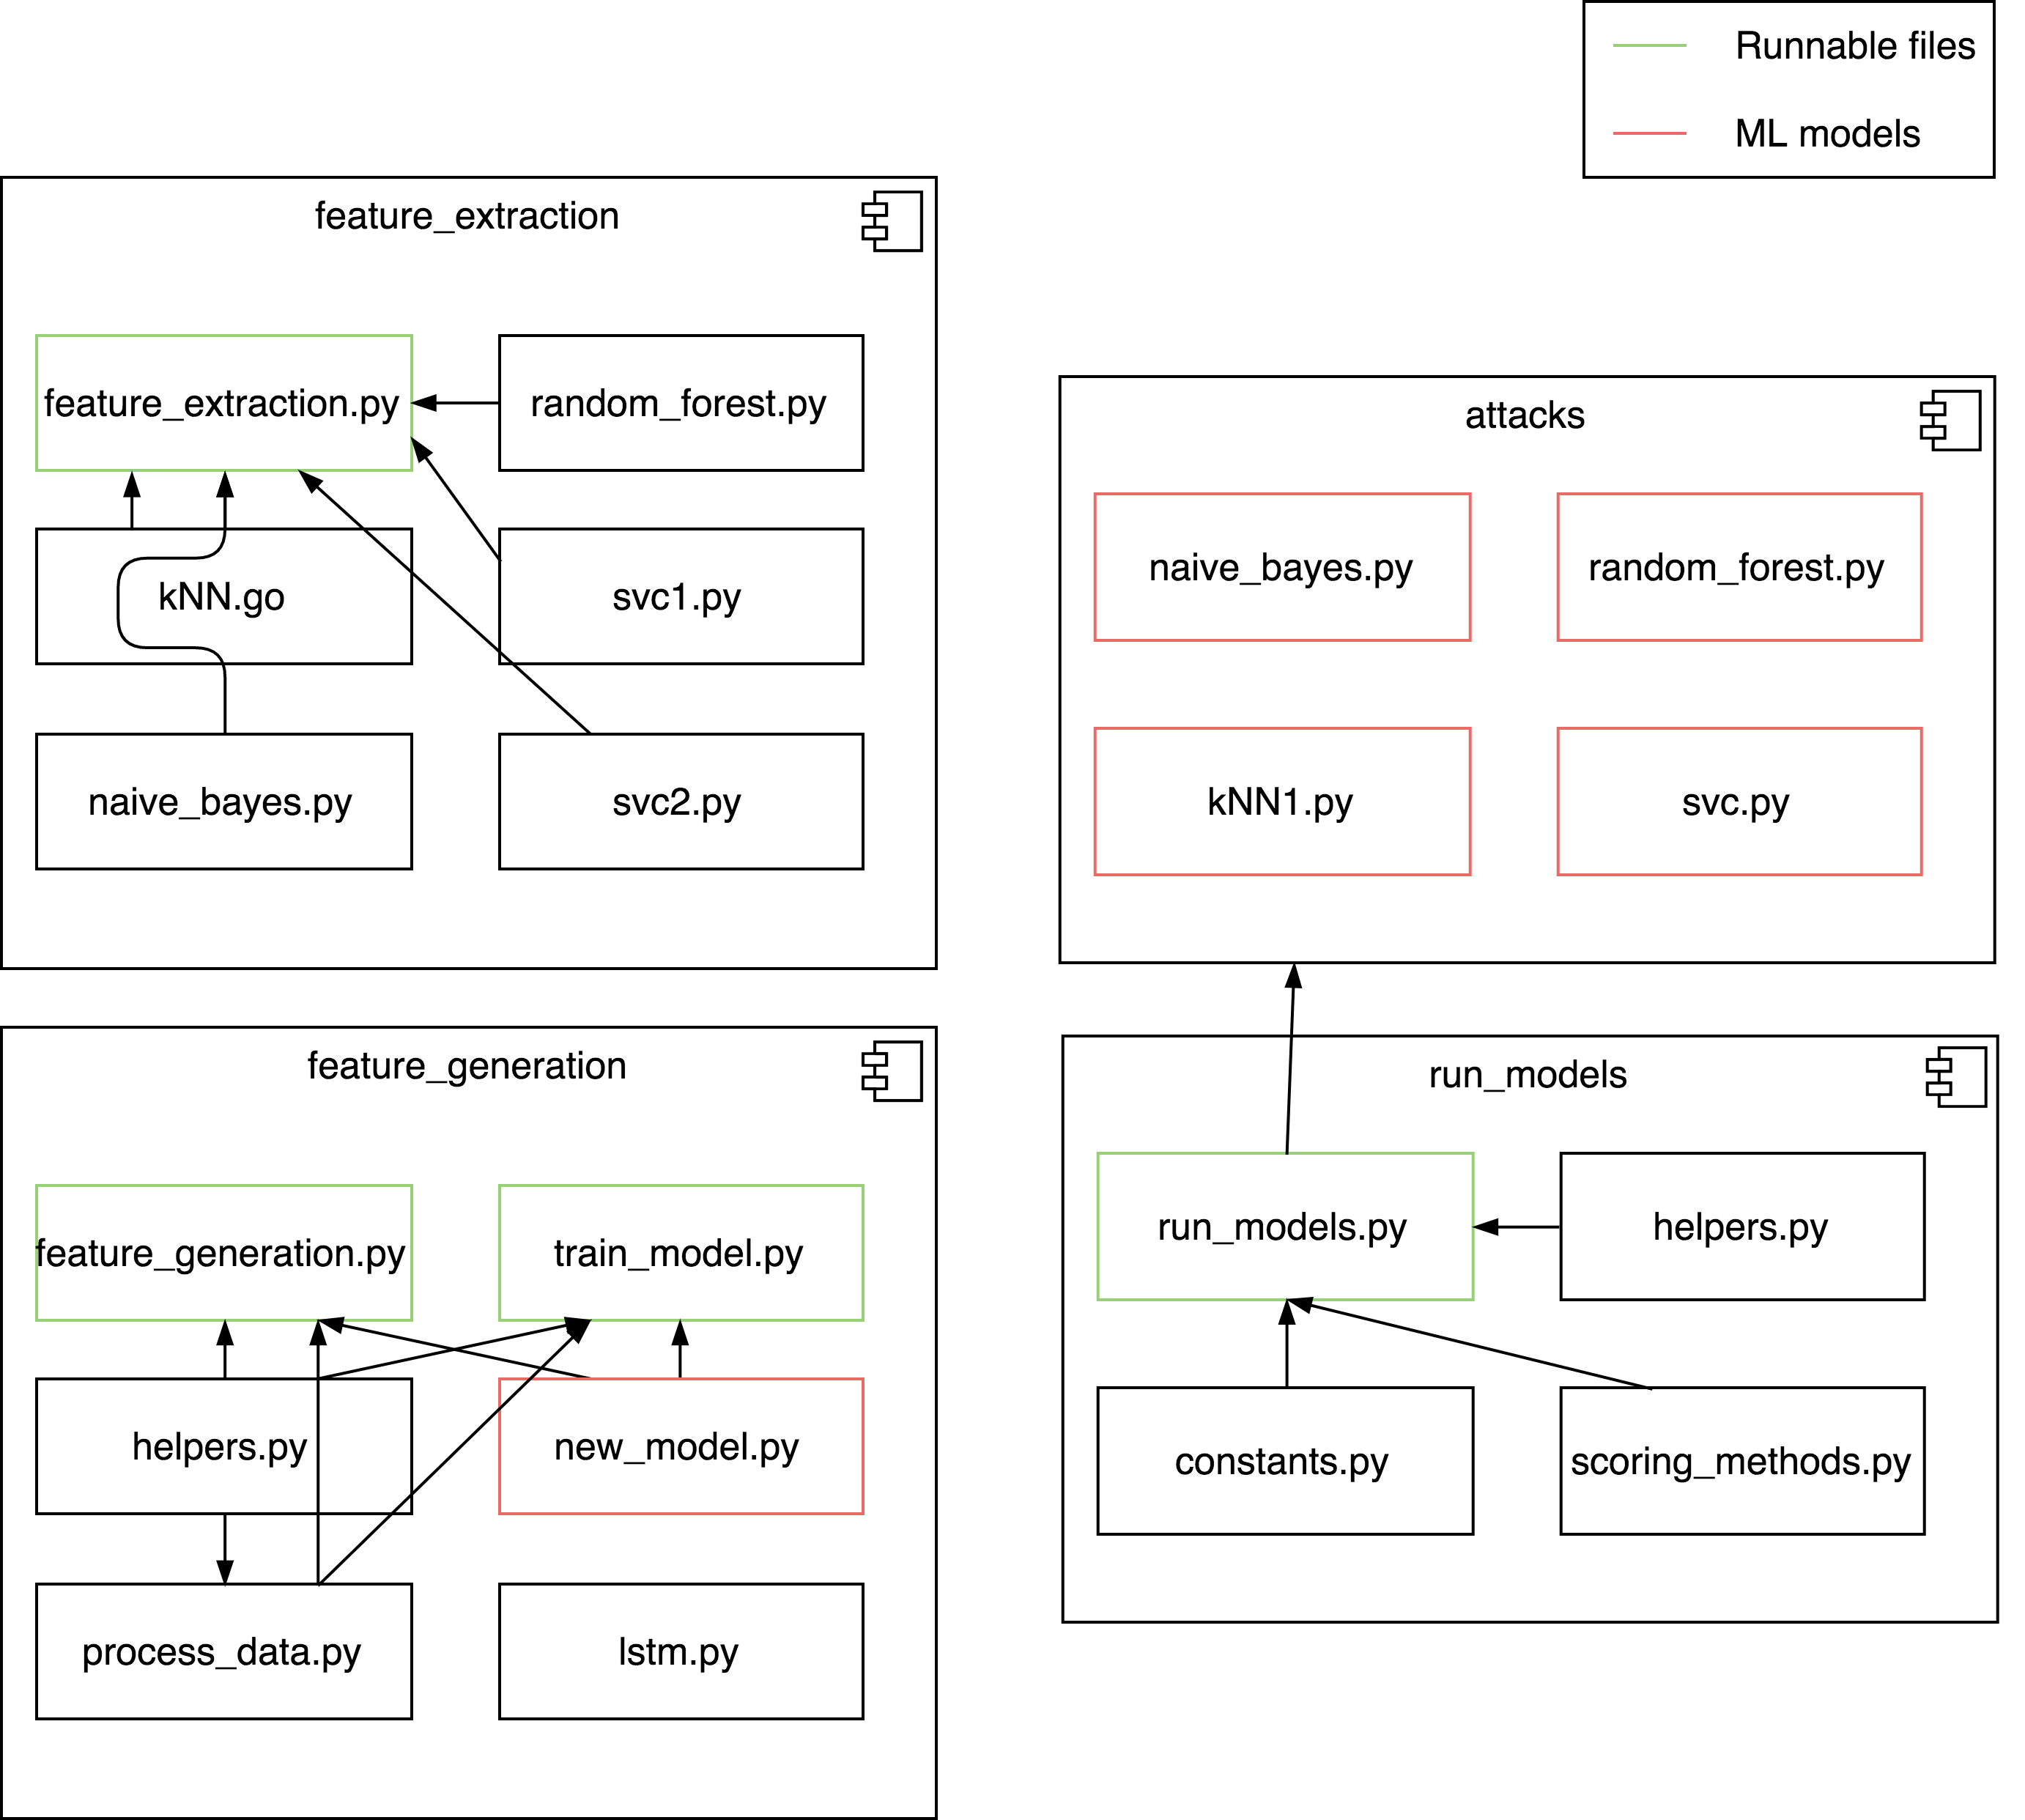 Runnable files
ML models
feature_extraction
feature_extraction.py
random_forest.py
kNN.go
svc1.py
naive_bayes.py
svc2.py
attacks
naive_bayes.py
random_forest.py
kNN1.py
svc.py
feature_generation
feature_generation.py
train_model.py
helpers.py
new_model.py
process_data.py
lstm.py
run_models
run_models.py
helpers.py
constants.py
scoring_methods.py